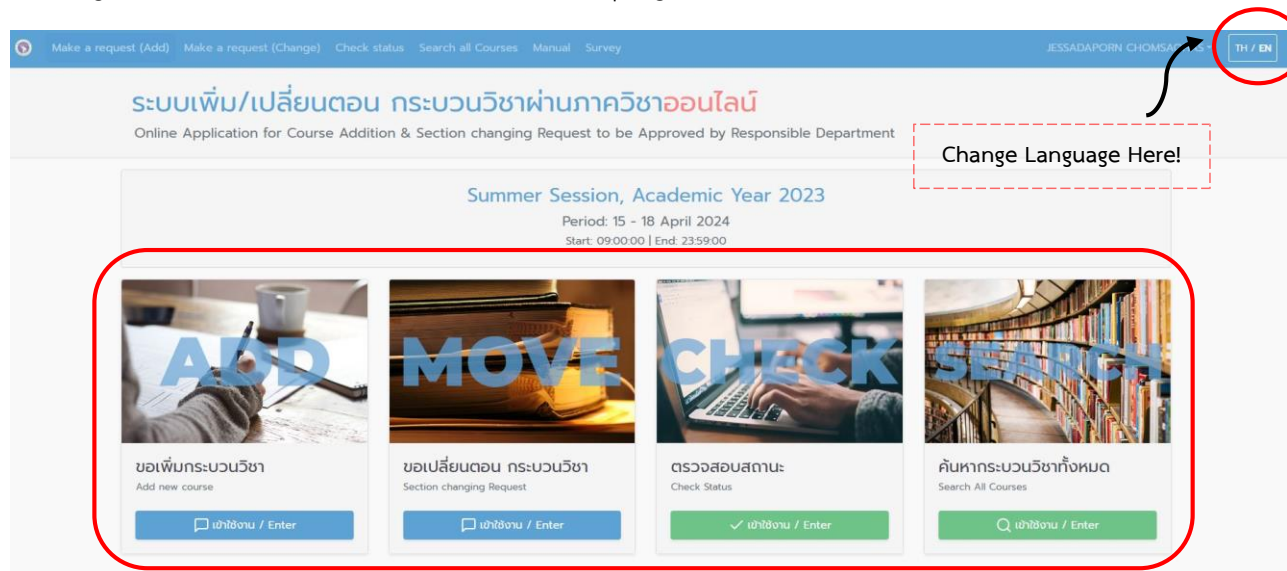 Make a request (Add) Make a request (Change) Check status Search all Courses Manual Survey JESSADAPORN TH / EN
ระบบเพิ่ม/เปลี่ยนตอน กระบวนวิชาผ่านภาควิชาออนไลน์
Online Application for Course Addition & Section changing Request to be Approved by Responsible Department
Change Language Here!
Summer Session, Academic Year 2023
Period: 15 - 18 April 2024
Start: 09:00:00 | End: 23:59:00
ADD MOVE CHECK SEARCH
ขอเพิ่มกระบวนวิชา ขอเปลี่ยนตอน กระบวนวิชา ตรวจสอบสถานะ ค้นหากระบวนวิชาทั้งหมด
Add new course Section changing Request Check Status Search All Courses
เข้าใช้งาน / Enter เข้าใช้งาน / Enter เข้าใช้งาน / Enter เข้าใช้งาน / Enter